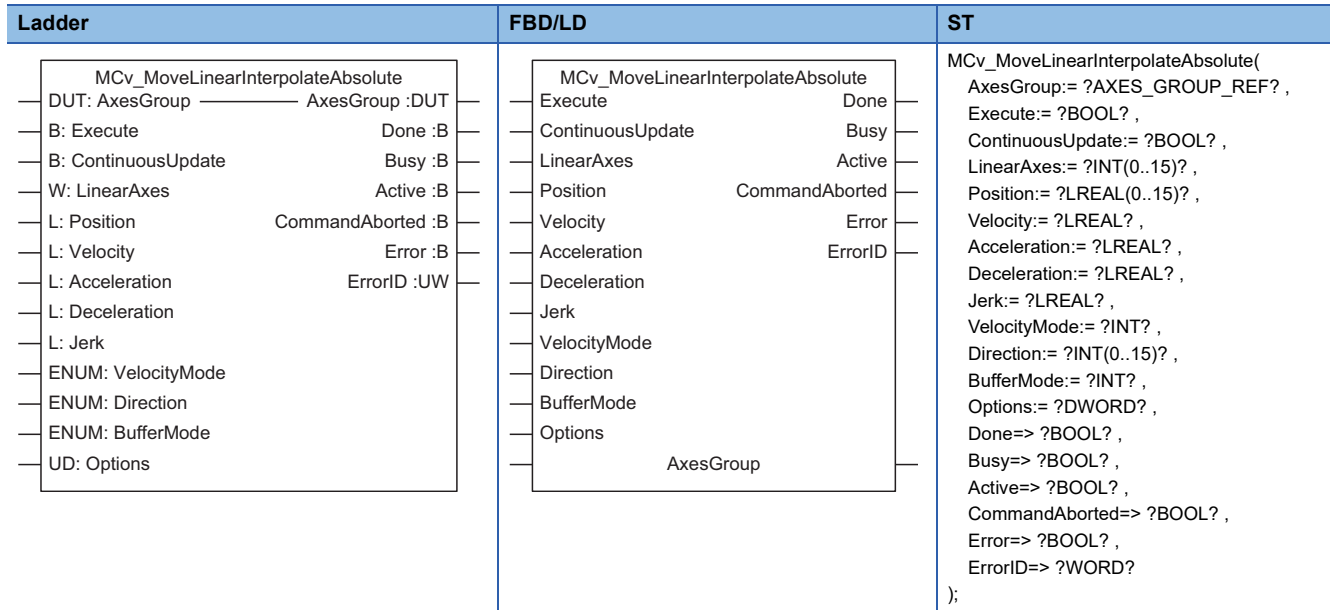 Ladder
FBD/LD
ST
MCv_MoveLinearInterpolateAbsolute
DUT: AxesGroup AxesGroup :DUT
B: Execute Done :B
B: ContinuousUpdate Busy :B
W: LinearAxes Active :B
L: Position CommandAborted :B
L: Velocity Error :B
L: Acceleration ErrorID :UW
L: Deceleration
L: Jerk
ENUM: VelocityMode
ENUM: Direction
ENUM: BufferMode
UD: Options
MCv_MoveLinearInterpolateAbsolute
Execute Done
ContinuousUpdate Busy
LinearAxes Active
Position CommandAborted
Velocity Error
Acceleration ErrorID
Deceleration
Jerk
VelocityMode
Direction
BufferMode
Options
AxesGroup
MCv_MoveLinearInterpolateAbsolute(
AxesGroup:= ?AXES_GROUP_REF? ,
Execute:= ?BOOL? ,
ContinuousUpdate:= ?BOOL? ,
LinearAxes:= ?INT(0..15)? ,
Position:= ?LREAL(0..15)? ,
Velocity:= ?LREAL? ,
Acceleration:= ?LREAL? ,
Deceleration:= ?LREAL? ,
Jerk:= ?LREAL? ,
VelocityMode:= ?INT? ,
Direction:= ?INT(0..15)? ,
BufferMode:= ?INT? ,
Options:= ?DWORD? ,
Done=> ?BOOL? ,
Busy=> ?BOOL? ,
Active=> ?BOOL? ,
CommandAborted=> ?BOOL? ,
Error=> ?BOOL? ,
ErrorID=> ?WORD?
);